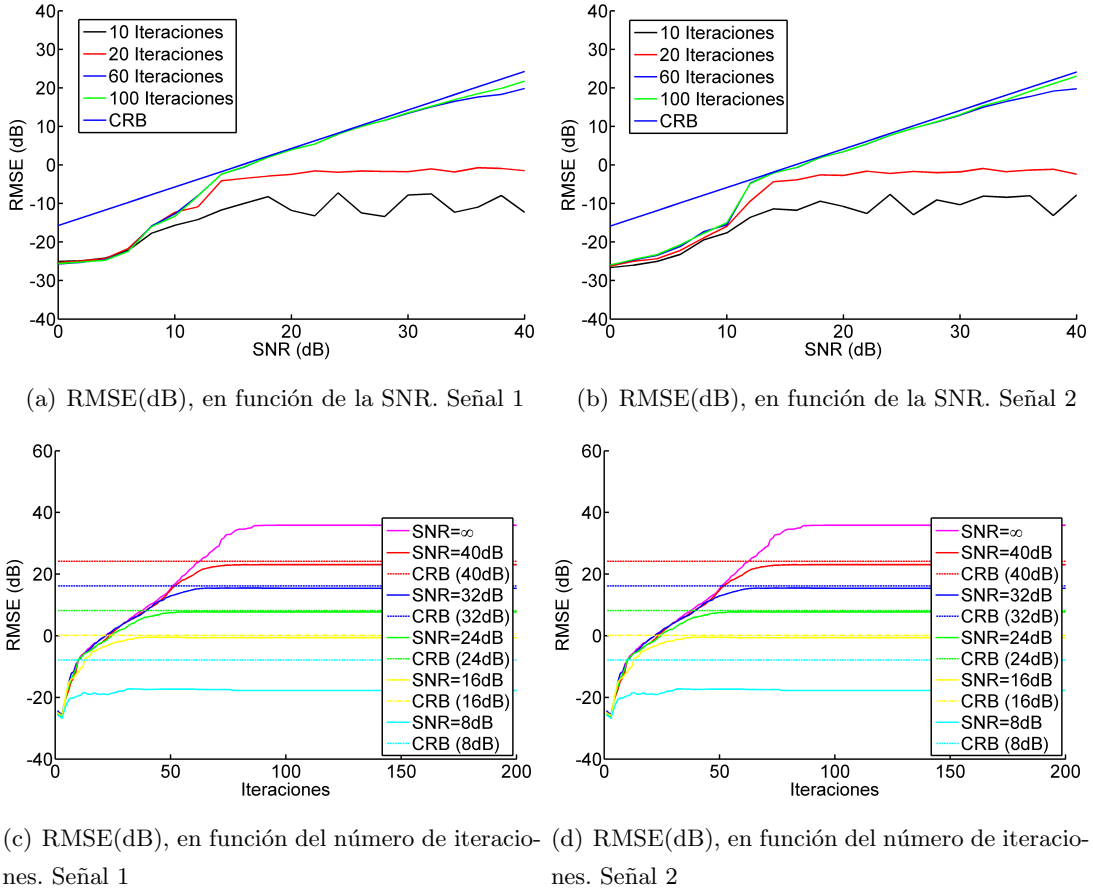 40
30
20
10
0
-10
-20
-30
-40
RMSE (dB)
10 Iteraciones
20 Iteraciones
60 Iteraciones
100 Iteraciones
CRB
0
10
20
30
40
SNR (dB)
40
30
20
10
0
-10
-20
-30
-40
RMSE (dB)
10 Iteraciones
20 Iteraciones
60 Iteraciones
100 Iteraciones
CRB
0
10
20
30
40
SNR (dB)
(a) RMSE(dB), en función de la SNR. Señal 1
(b) RMSE(dB), en función de la SNR. Señal 2
60
40
20
0
-20
-40
RMSE (dB)
SNR=∞
SNR=40dB
CRB (40dB)
SNR=32dB
CRB (32dB)
SNR=24dB
CRB (24dB)
SNR=16dB
CRB (16dB)
SNR=8dB
CRB (8dB)
0
50
100
150
200
Iteraciones
60
40
20
0
-20
-40
RMSE (dB)
SNR=∞
SNR=40dB
CRB (40dB)
SNR=32dB
CRB (32dB)
SNR=24dB
CRB (24dB)
SNR=16dB
CRB (16dB)
SNR=8dB
CRB (8dB)
0
50
100
150
200
Iteraciones
(c) RMSE(dB), en función del número de iteracio-
nes. Señal 1
(d) RMSE(dB), en función del número de iteracio-
nes. Señal 2